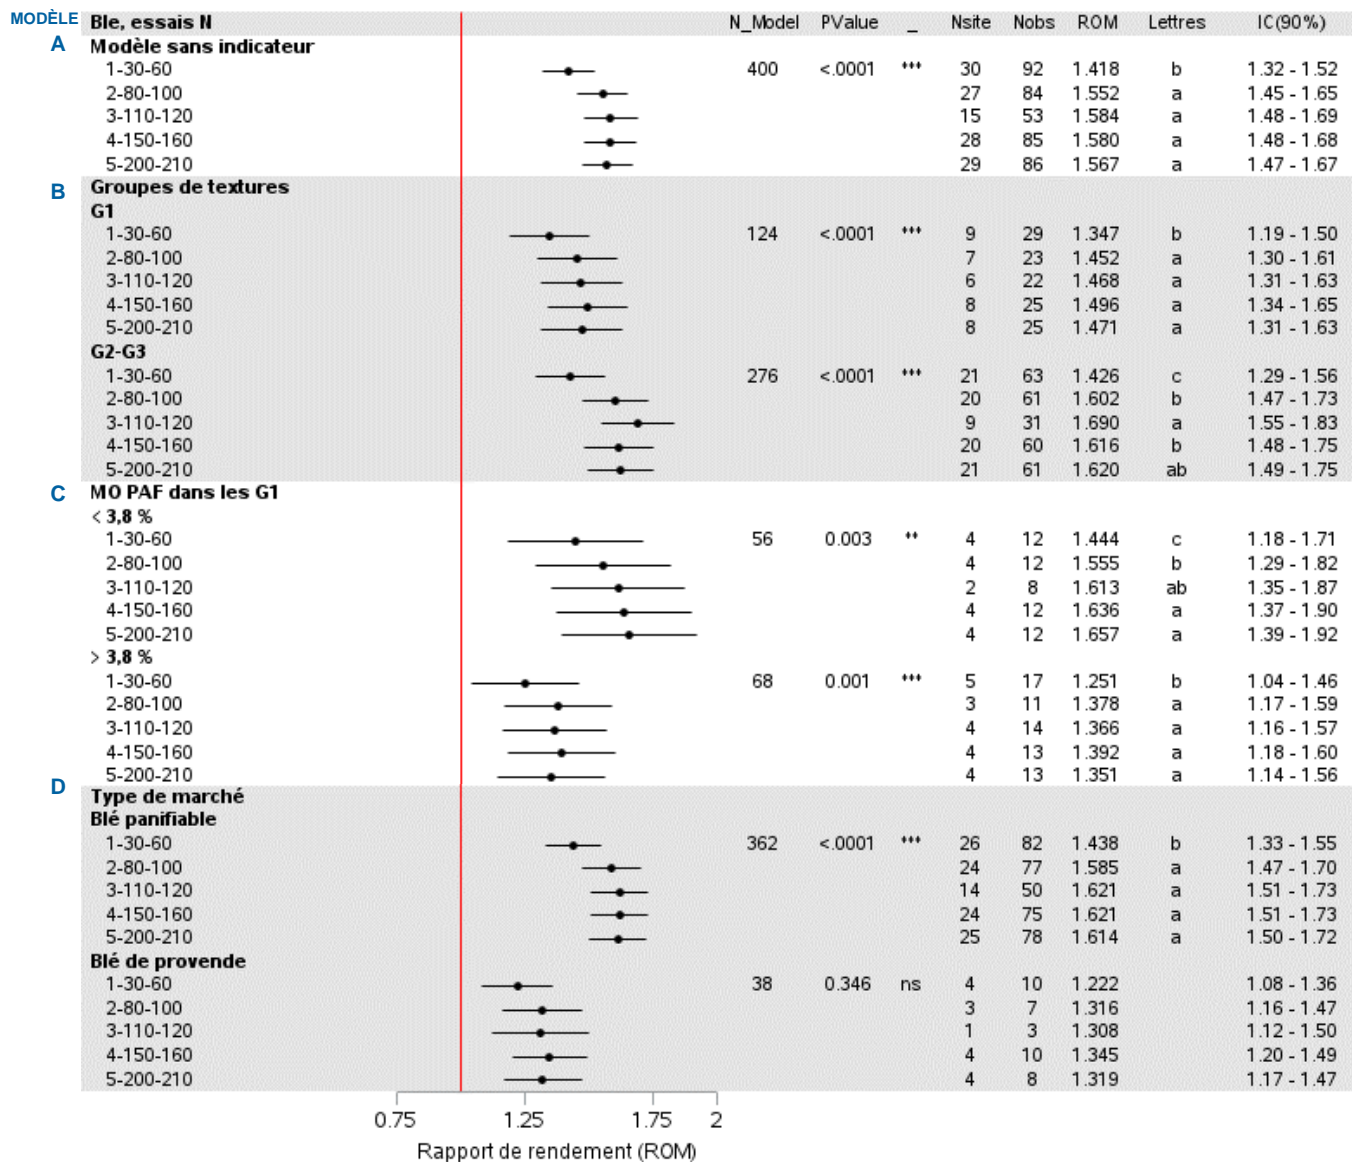 MODÈLE Ble, essais N N_Model PValue _ Nsite Nobs ROM Lettres IC(90%)
A Modèle sans indicateur
1-30-60 400 <.0001 *** 30 92 1.418 b 1.32 - 1.52
2-80-100 27 84 1.552 a 1.45 - 1.65
3-110-120 15 53 1.584 a 1.48 - 1.69
4-150-160 28 85 1.580 a 1.48 - 1.68
5-200-210 29 86 1.567 a 1.47 - 1.67
B Groupes de textures
G1
1-30-60 124 <.0001 *** 9 29 1.347 b 1.19 - 1.50
2-80-100 7 23 1.452 a 1.30 - 1.61
3-110-120 6 22 1.468 a 1.31 - 1.63
4-150-160 8 25 1.496 a 1.34 - 1.65
5-200-210 8 25 1.471 a 1.31 - 1.63
G2-G3
1-30-60 276 <.0001 *** 21 63 1.426 c 1.29 - 1.56
2-80-100 20 61 1.602 b 1.47 - 1.73
3-110-120 9 31 1.690 a 1.55 - 1.83
4-150-160 20 60 1.616 b 1.48 - 1.75
5-200-210 21 61 1.620 ab 1.49 - 1.75
C MO PAF dans les G1
< 3,8 %
1-30-60 56 0.003 ** 4 12 1.444 c 1.18 - 1.71
2-80-100 4 12 1.555 b 1.29 - 1.82
3-110-120 2 8 1.613 ab 1.35 - 1.87
4-150-160 4 12 1.636 a 1.37 - 1.90
5-200-210 4 12 1.657 a 1.39 - 1.92
> 3,8 %
1-30-60 68 0.001 *** 5 17 1.251 b 1.04 - 1.46
2-80-100 3 11 1.378 a 1.17 - 1.59
3-110-120 4 14 1.366 a 1.16 - 1.57
4-150-160 4 13 1.392 a 1.18 - 1.60
5-200-210 4 13 1.351 a 1.14 - 1.56
D Type de marché
Blé panifiable
1-30-60 362 <.0001 *** 26 82 1.438 b 1.33 - 1.55
2-80-100 24 77 1.585 a 1.47 - 1.70
3-110-120 14 50 1.621 a 1.51 - 1.73
4-150-160 24 75 1.621 a 1.51 - 1.73
5-200-210 25 78 1.614 a 1.50 - 1.72
Blé de provende
1-30-60 38 0.346 ns 4 10 1.222 1.08 - 1.36
2-80-100 3 7 1.316 1.16 - 1.47
3-110-120 1 3 1.308 1.12 - 1.50
4-150-160 4 10 1.345 1.20 - 1.49
5-200-210 4 8 1.319 1.17 - 1.47
0.75 1.25 1.75 2
Rapport de rendement (ROM)